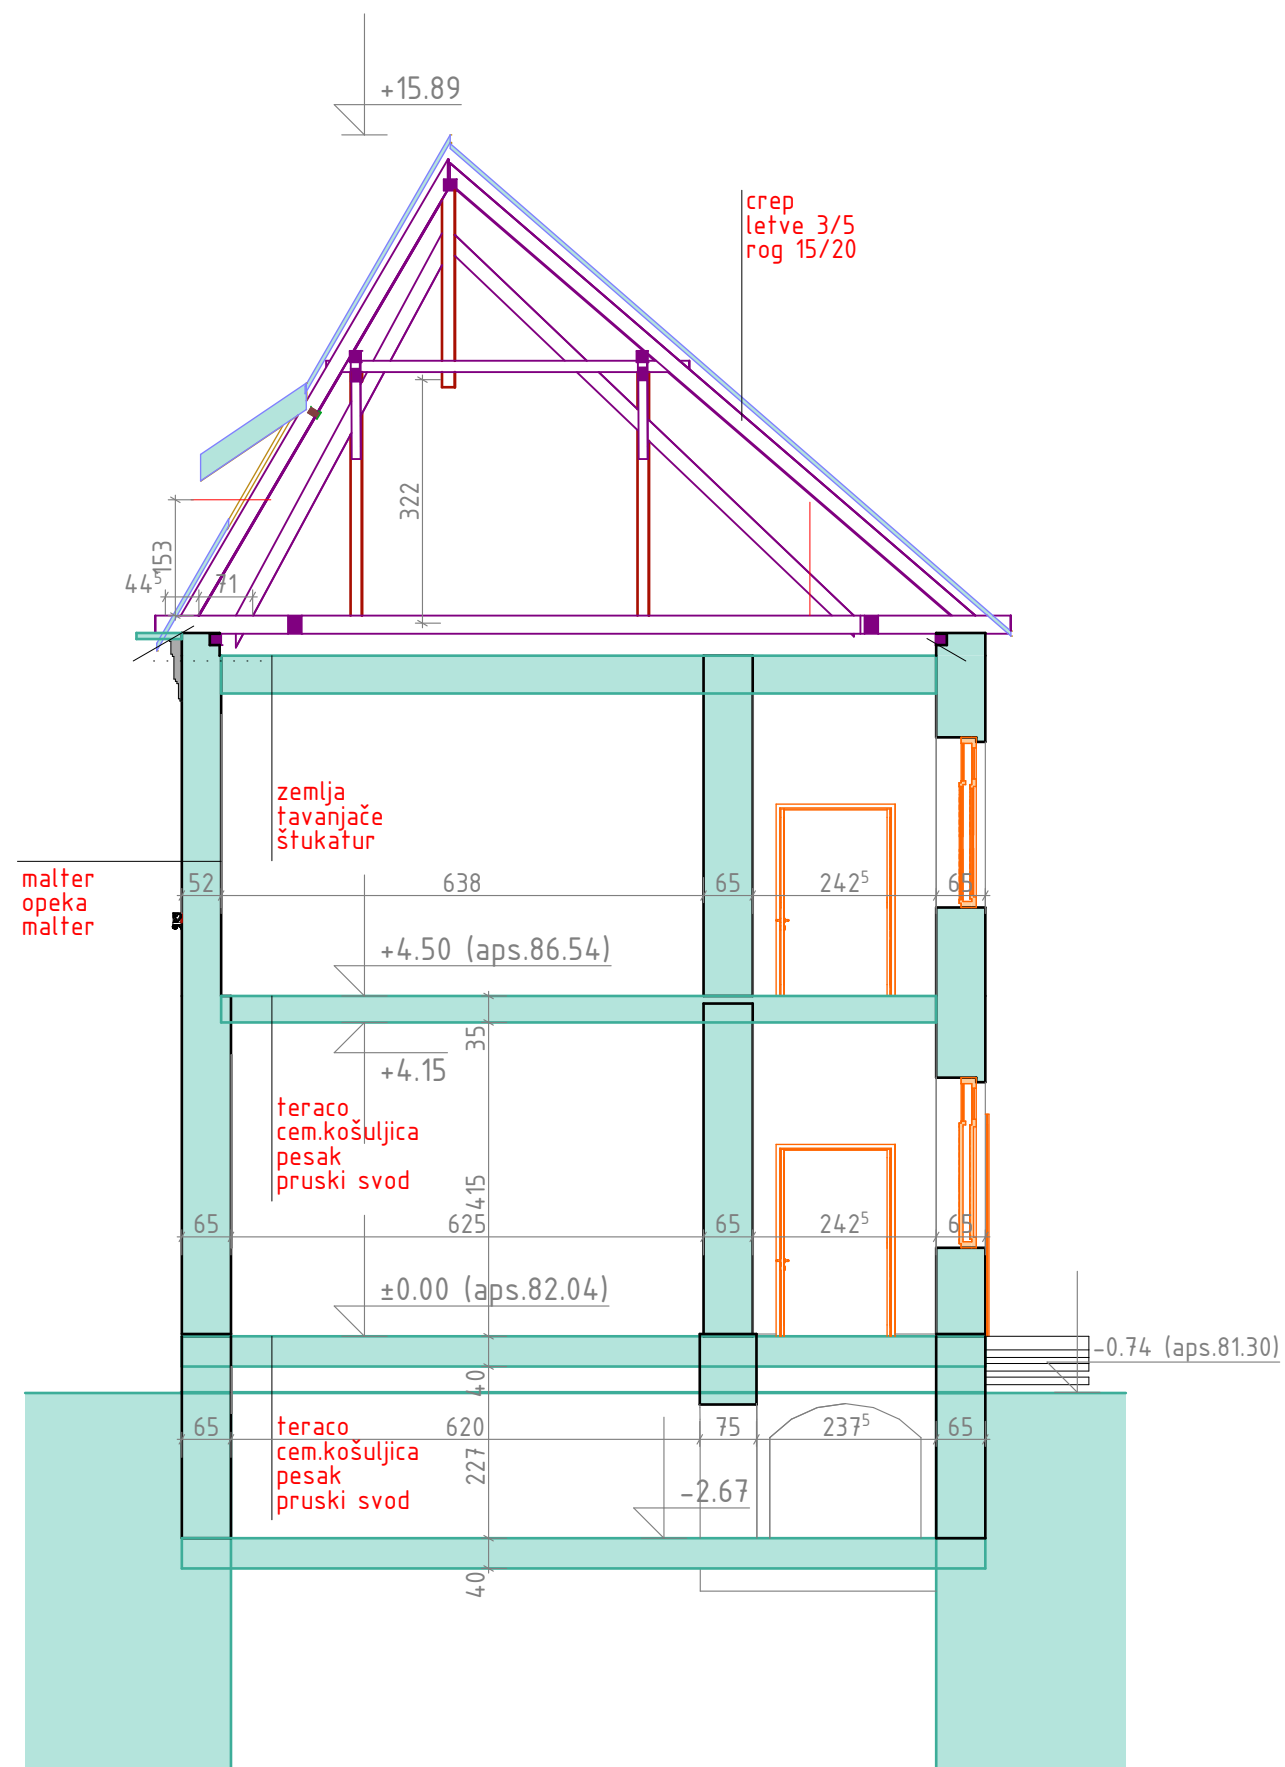 +15.89
crep
letve 3/5
rog 15/20
322
153
44⁵
71
zemlja
tavanjače
štukatur
malter
opeka
malter
52
638
65
242⁵
65
+4.50 (aps.86.54)
35
+4.15
teraco
cem.košuljica
pesak
pruski svod
415
65
625
65
242⁵
65
±0.00 (aps.82.04)
-0.74 (aps.81.30)
40
teraco
cem.košuljica
pesak
pruski svod
65
620
75
237⁵
65
227
-2.67
40